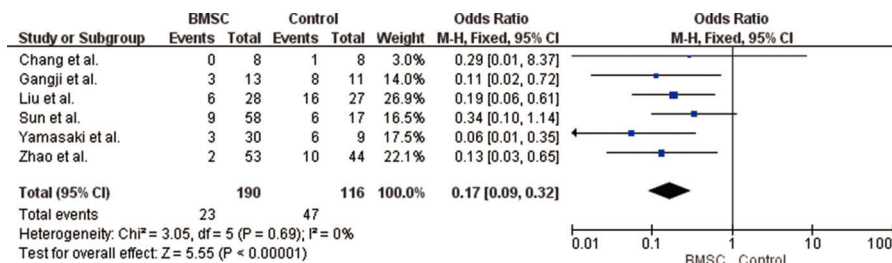 BMSC Control Odds Ratio Odds Ratio
Study or Subgroup Events Total Events Total Weight M-H, Fixed, 95% CI M-H, Fixed, 95% CI
Chang et al. 0 8 1 8 3.0% 0.29 [0.01, 8.37]
Gangji et al. 3 13 8 11 14.0% 0.11 [0.02, 0.72]
Liu et al. 6 28 16 27 26.9% 0.19 [0.06, 0.61]
Sun et al. 9 58 6 17 16.5% 0.34 [0.10, 1.14]
Yamasaki et al. 3 30 6 9 17.5% 0.06 [0.01, 0.35]
Zhao et al. 2 53 10 44 22.1% 0.13 [0.03, 0.65]
Total (95% CI) 190 116 100.0% 0.17 [0.09, 0.32]
Total events 23 47
Heterogeneity: Chi² = 3.05, df = 5 (P = 0.69); I² = 0%
Test for overall effect: Z = 5.55 (P < 0.00001)
0.01 0.1 1 10 100
BMSC Control